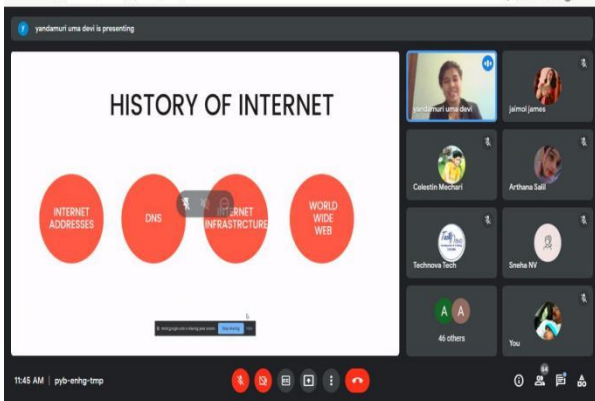 yandamuri uma devi is presenting
HISTORY OF INTERNET
INTERNET
ADDRESSES
DNS
INTERNET
INFRASTRCTURE
WORLD
WIDE
WEB
Stop sharing
yandamuri uma devi
jaimol james
Celestin Mechari
Arthana Salil
Technova Tech
Sneha NV
A A
46 others
You
11:45 AM | pyb-enhg-tmp